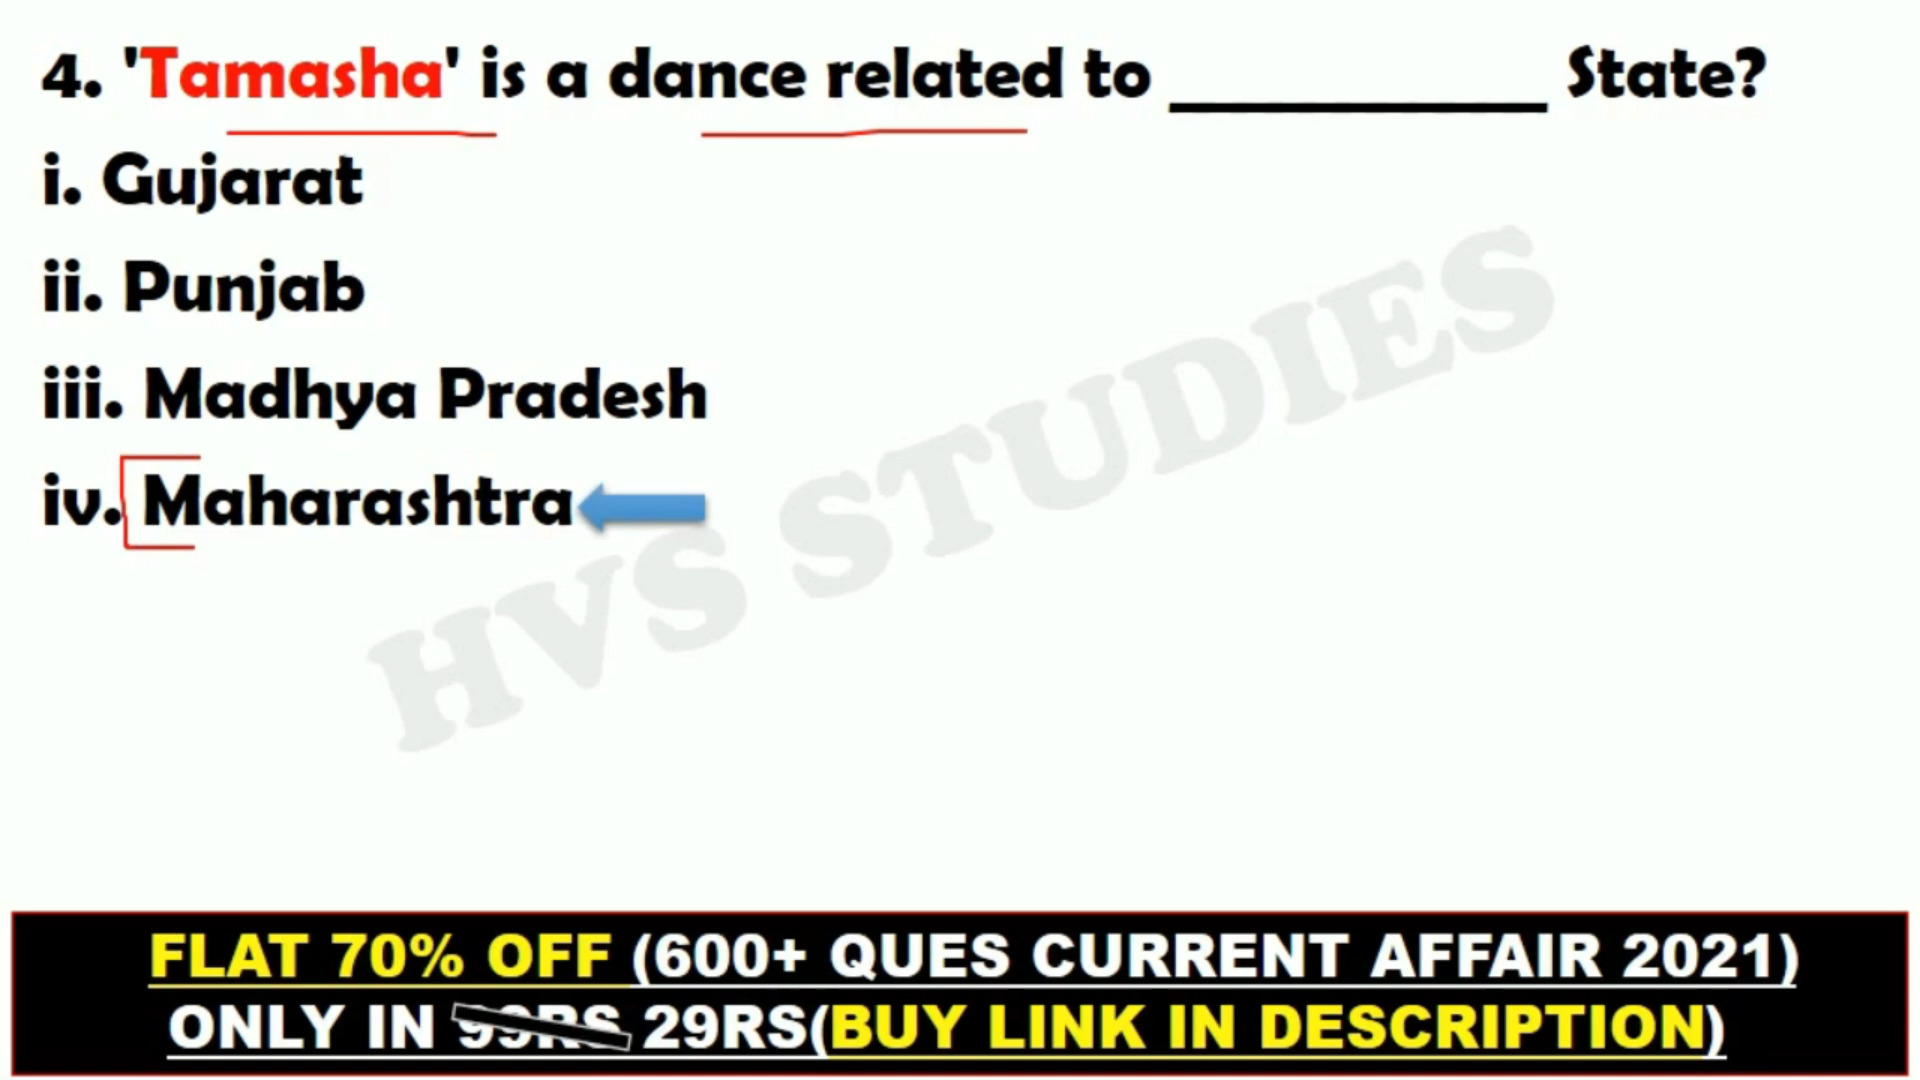 4. 'Tamasha' is a dance related to __________ State?
i. Gujarat
ii. Punjab
iii. Madhya Pradesh
iv. Maharashtra
HVS STUDIES
FLAT 70% OFF (600+ QUES CURRENT AFFAIR 2021)
ONLY IN 99RS 29RS(BUY LINK IN DESCRIPTION)